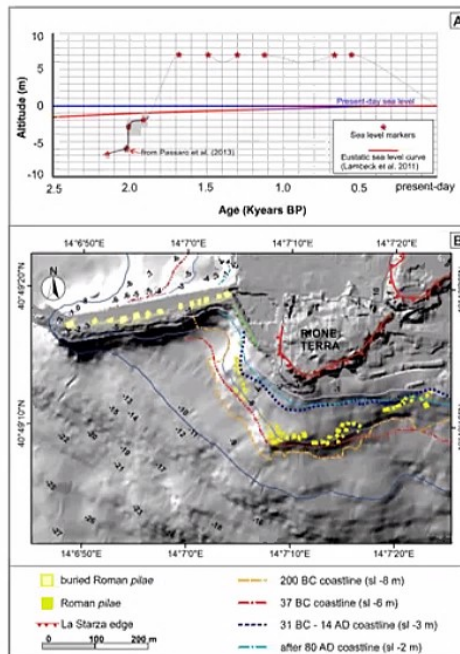 A
10
5
0
-5
-10
Altitude (m)
Present-day sea level
Sea level markers
from Passaro et al. (2013)
Eustatic sea level curve
(Lambeck et al. 2011)
2.5 2.0 1.5 1.0 0.5 present-day
Age (Kyears BP)
14°6'50" 14°7'0" 14°7'10" 14°7'20"
B
N
40°49'20"
40°49'10"
RIONE
TERRA
14°6'50" 14°7'0" 14°7'10" 14°7'20"
buried Roman pilae
Roman pilae
La Starza edge
0 100 200 m
200 BC coastline (sl -8 m)
37 BC coastline (sl -6 m)
31 BC - 14 AD coastline (sl -3 m)
after 80 AD coastline (sl -2 m)